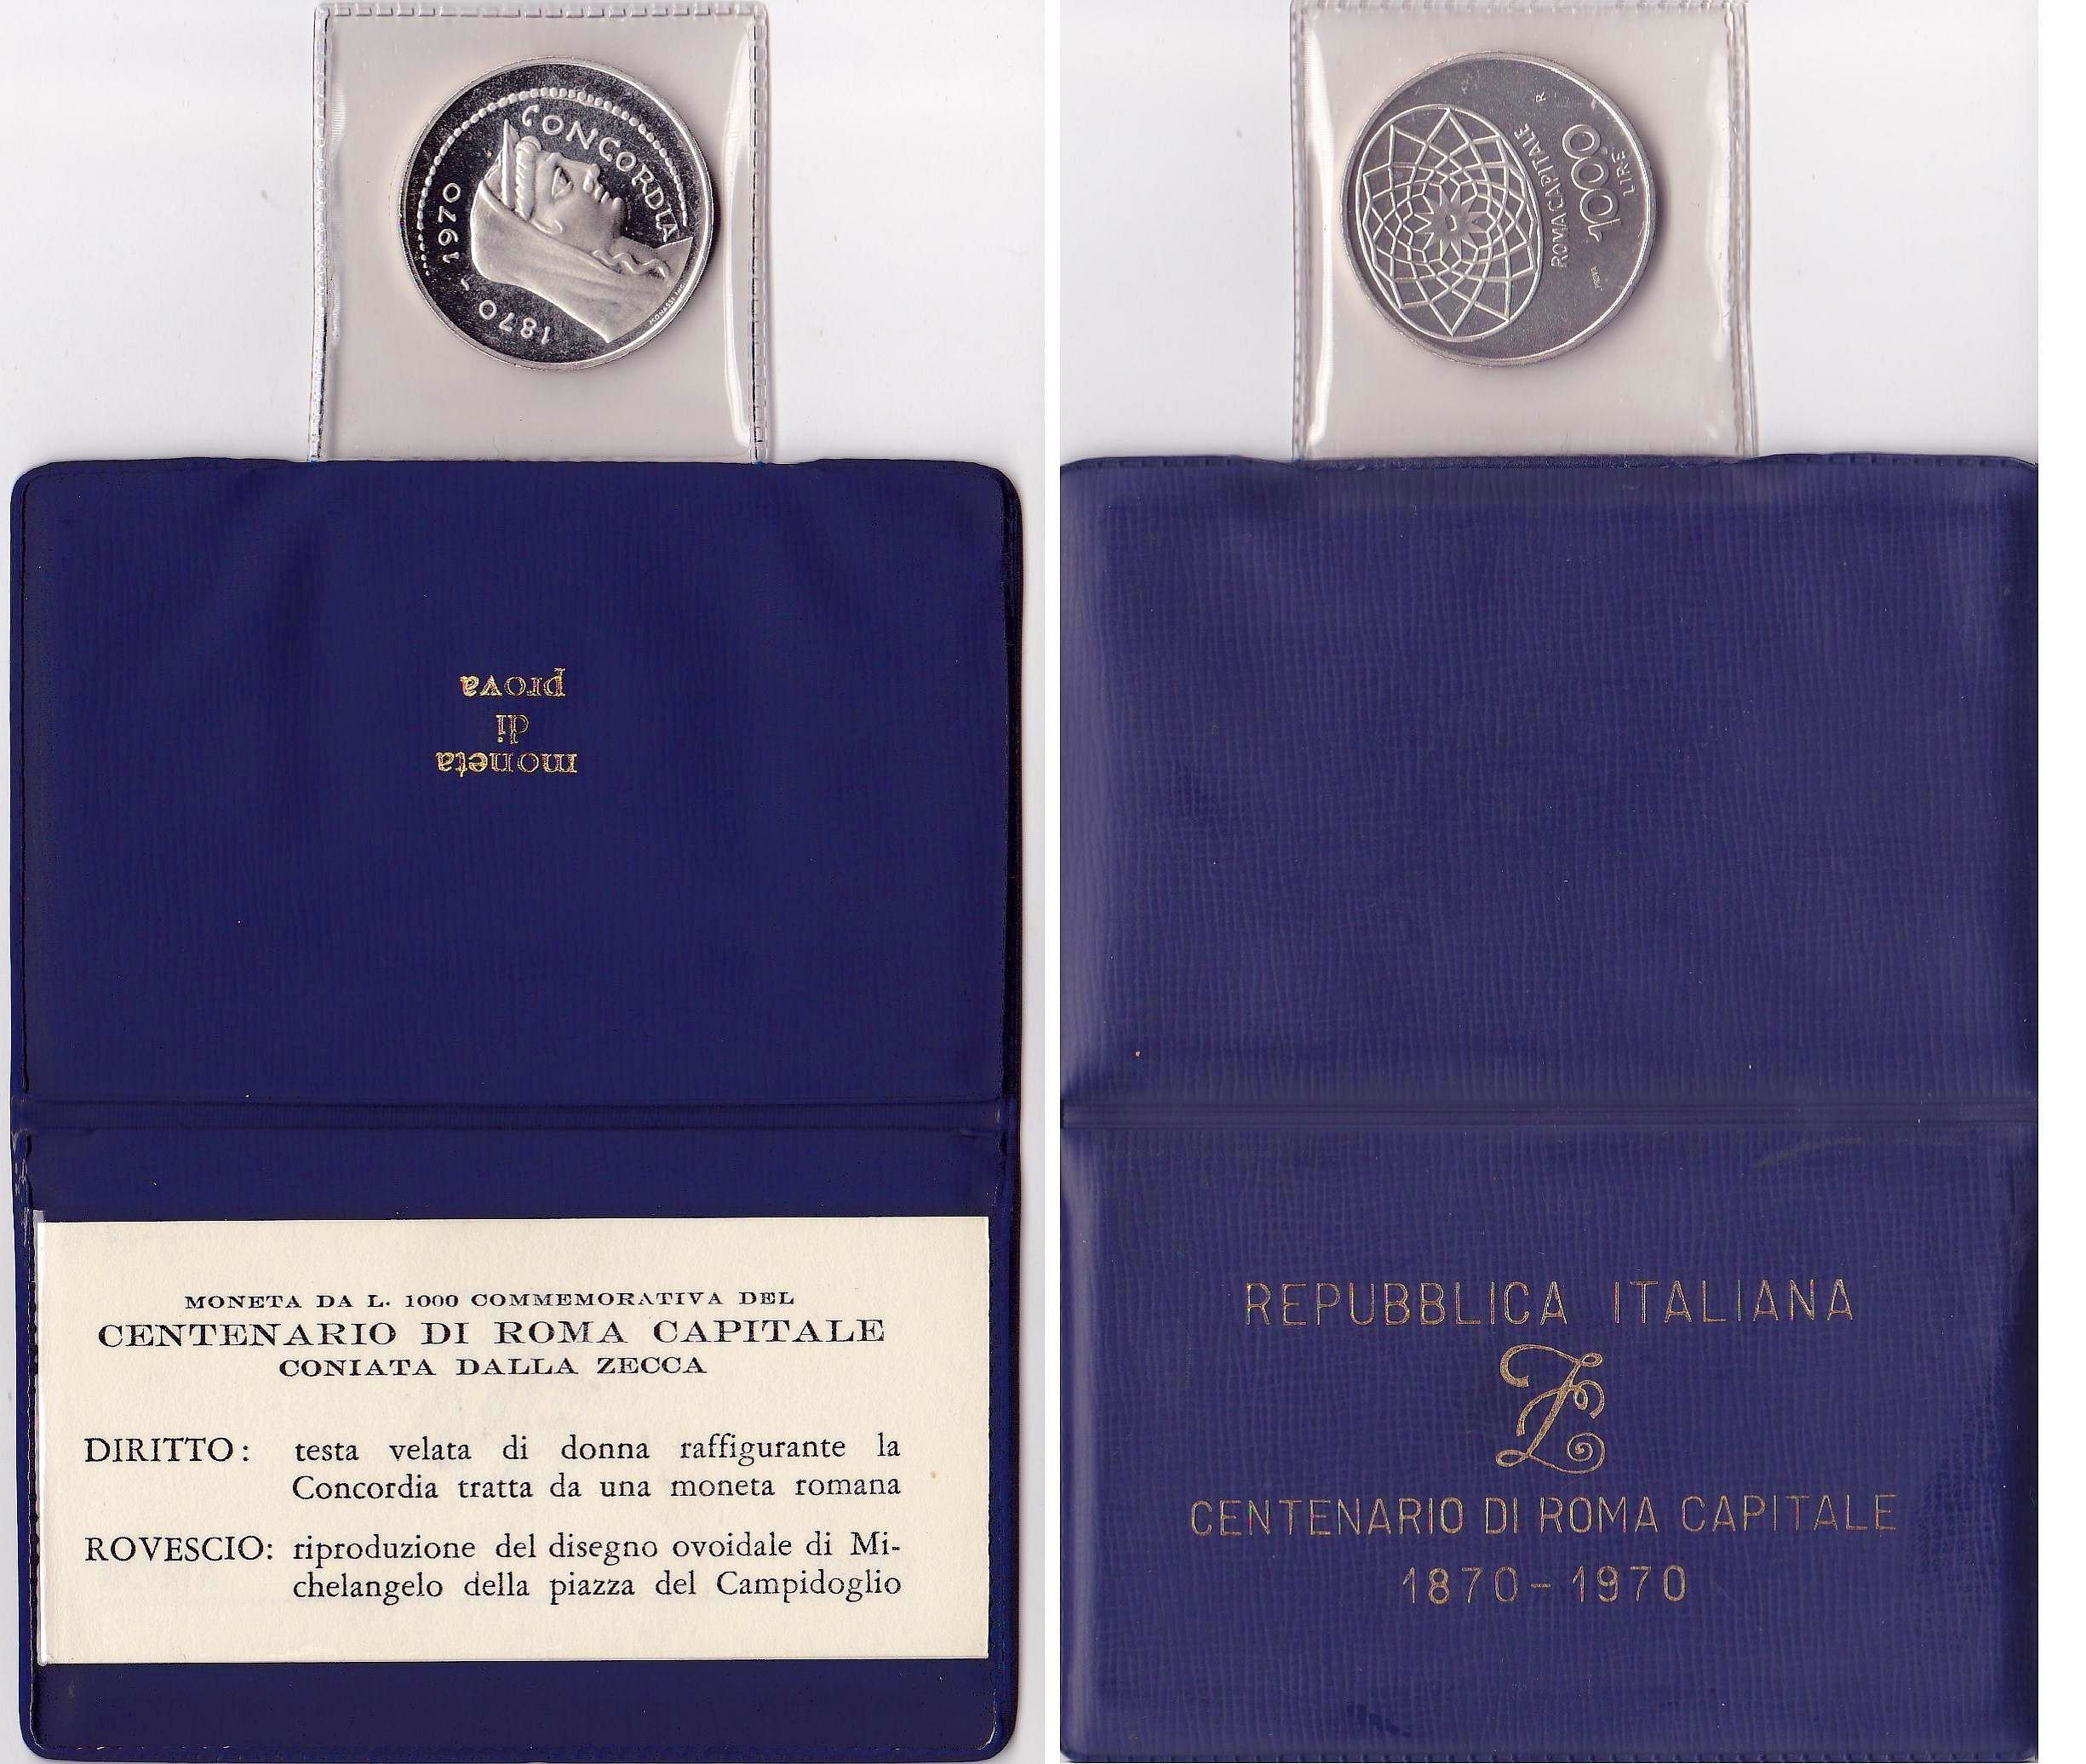 CONCORDIA
1870 - 1970
prova
di
moneta
MONETA DA L. 1000 COMMEMORATIVA DEL
CENTENARIO DI ROMA CAPITALE
CONIATA DALLA ZECCA
DIRITTO: testa velata di donna raffigurante la
Concordia tratta da una moneta romana
ROVESCIO: riproduzione del disegno ovoidale di Mi-
chelangelo della piazza del Campidoglio
ROMA CAPITALE
R
1000
LIRE
REPUBBLICA ITALIANA
Z
CENTENARIO DI ROMA CAPITALE
1870-1970